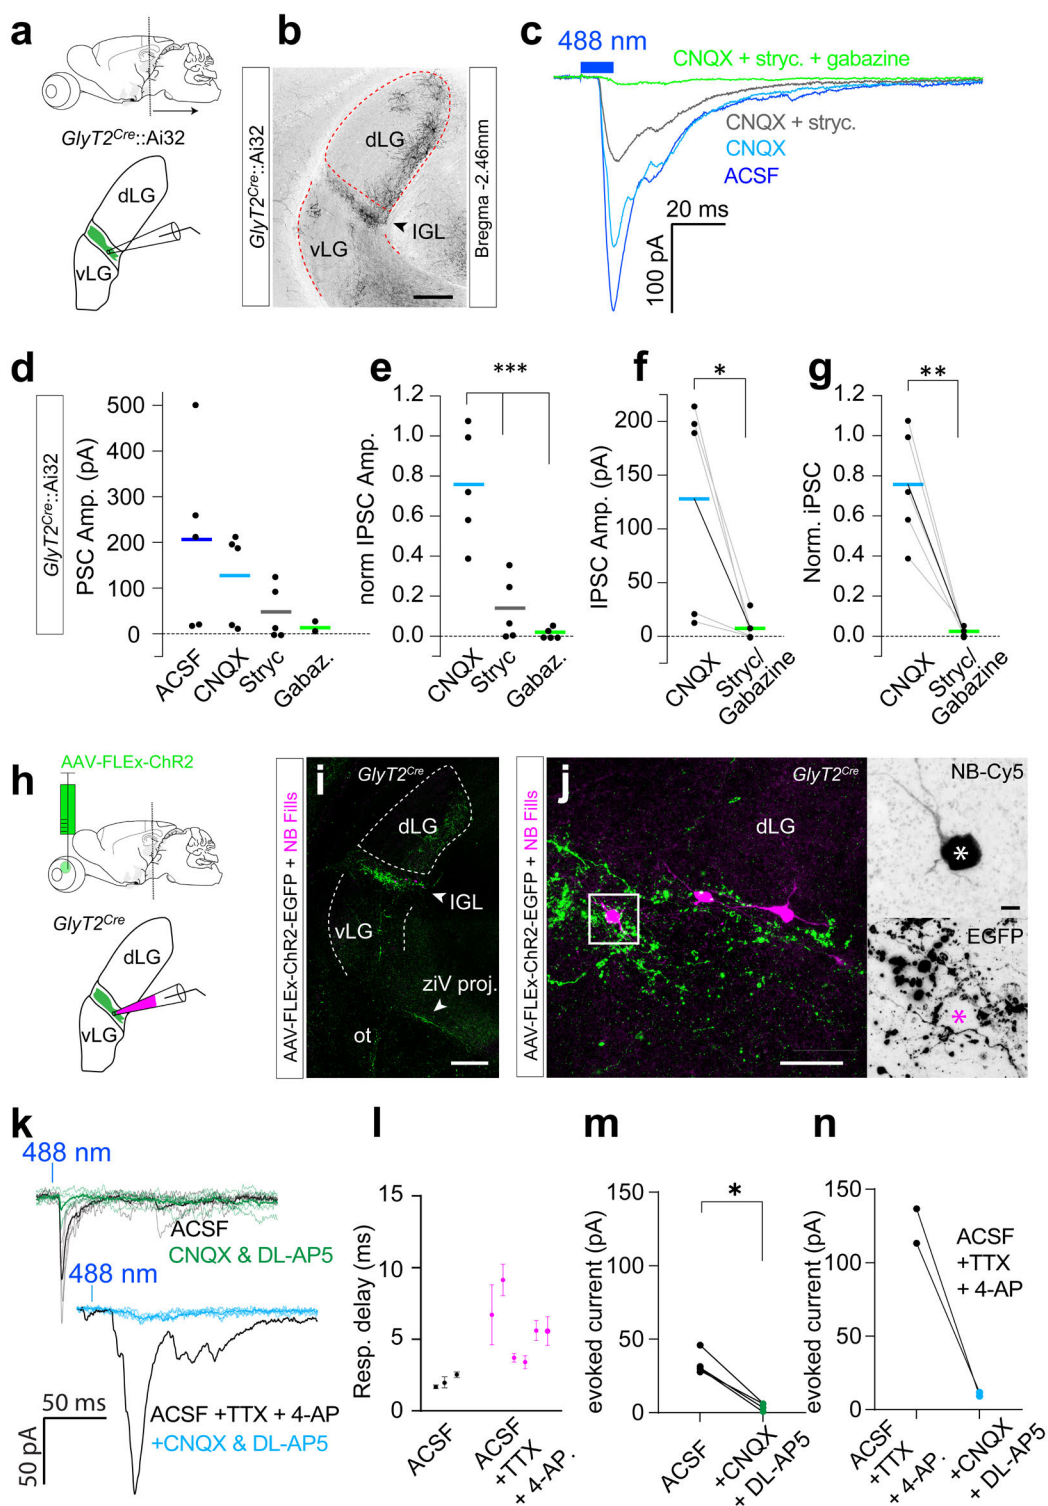 a
GlyT2Cre::Ai32
dLG
vLG
b
GlyT2Cre::Ai32
dLG
IGL
vLG
Bregma -2.46mm
c
488 nm
CNQX + stryc. + gabazine
CNQX + stryc.
CNQX
ACSF
20 ms
100 pA
d
GlyT2Cre::Ai32
PSC Amp. (pA)
500
400
300
200
100
0
ACSF
CNQX
Stryc
Gabaz.
e
***
norm IPSC Amp.
1.2
1.0
0.8
0.6
0.4
0.2
0.0
CNQX
Stryc
Gabaz.
f
*
IPSC Amp. (pA)
200
150
100
50
0
CNQX
Stryc/
Gabazine
g
**
Norm. iPSC
1.2
1.0
0.8
0.6
0.4
0.2
0.0
CNQX
Stryc/
Gabazine
h
AAV-FLEx-ChR2
GlyT2Cre
dLG
vLG
i
AAV-FLEx-ChR2-EGFP + NB Fills
GlyT2Cre
dLG
IGL
vLG
ziV proj.
ot
j
AAV-FLEx-ChR2-EGFP + NB Fills
GlyT2Cre
dLG
NB-Cy5
*
EGFP
*
k
488 nm
ACSF
CNQX & DL-AP5
488 nm
50 ms
50 pA
ACSF +TTX + 4-AP
+CNQX & DL-AP5
l
Resp. delay (ms)
15
10
5
0
ACSF
ACSF
+TTX
+ 4-AP.
m
*
evoked current (pA)
150
100
50
0
ACSF
+CNQX
+ DL-AP5
n
evoked current (pA)
150
100
50
0
ACSF
+TTX
+ 4-AP
ACSF
+TTX
+ 4-AP.
+CNQX
+ DL-AP5